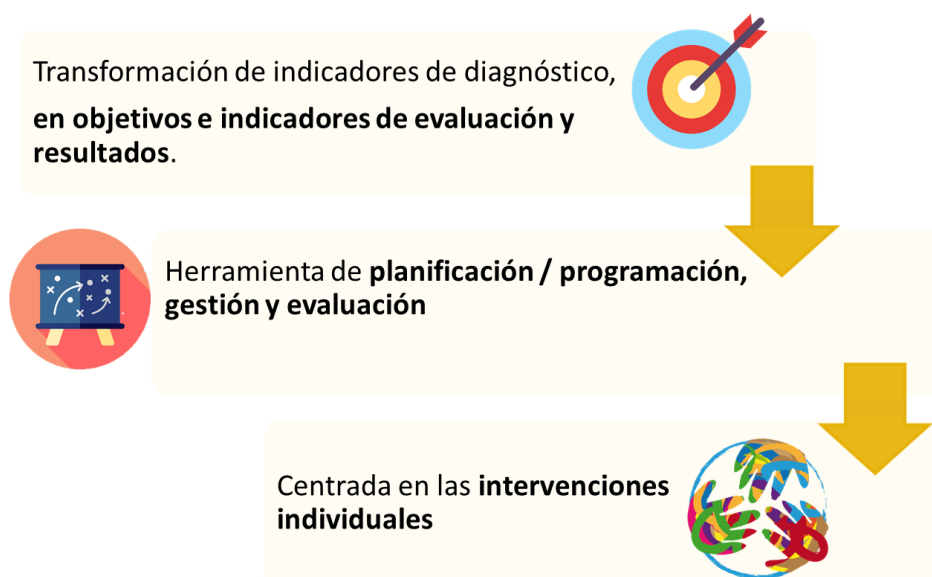 Transformación de indicadores de diagnóstico,
en objetivos e indicadores de evaluación y
resultados.
Herramienta de planificación / programación,
gestión y evaluación
Centrada en las intervenciones
individuales